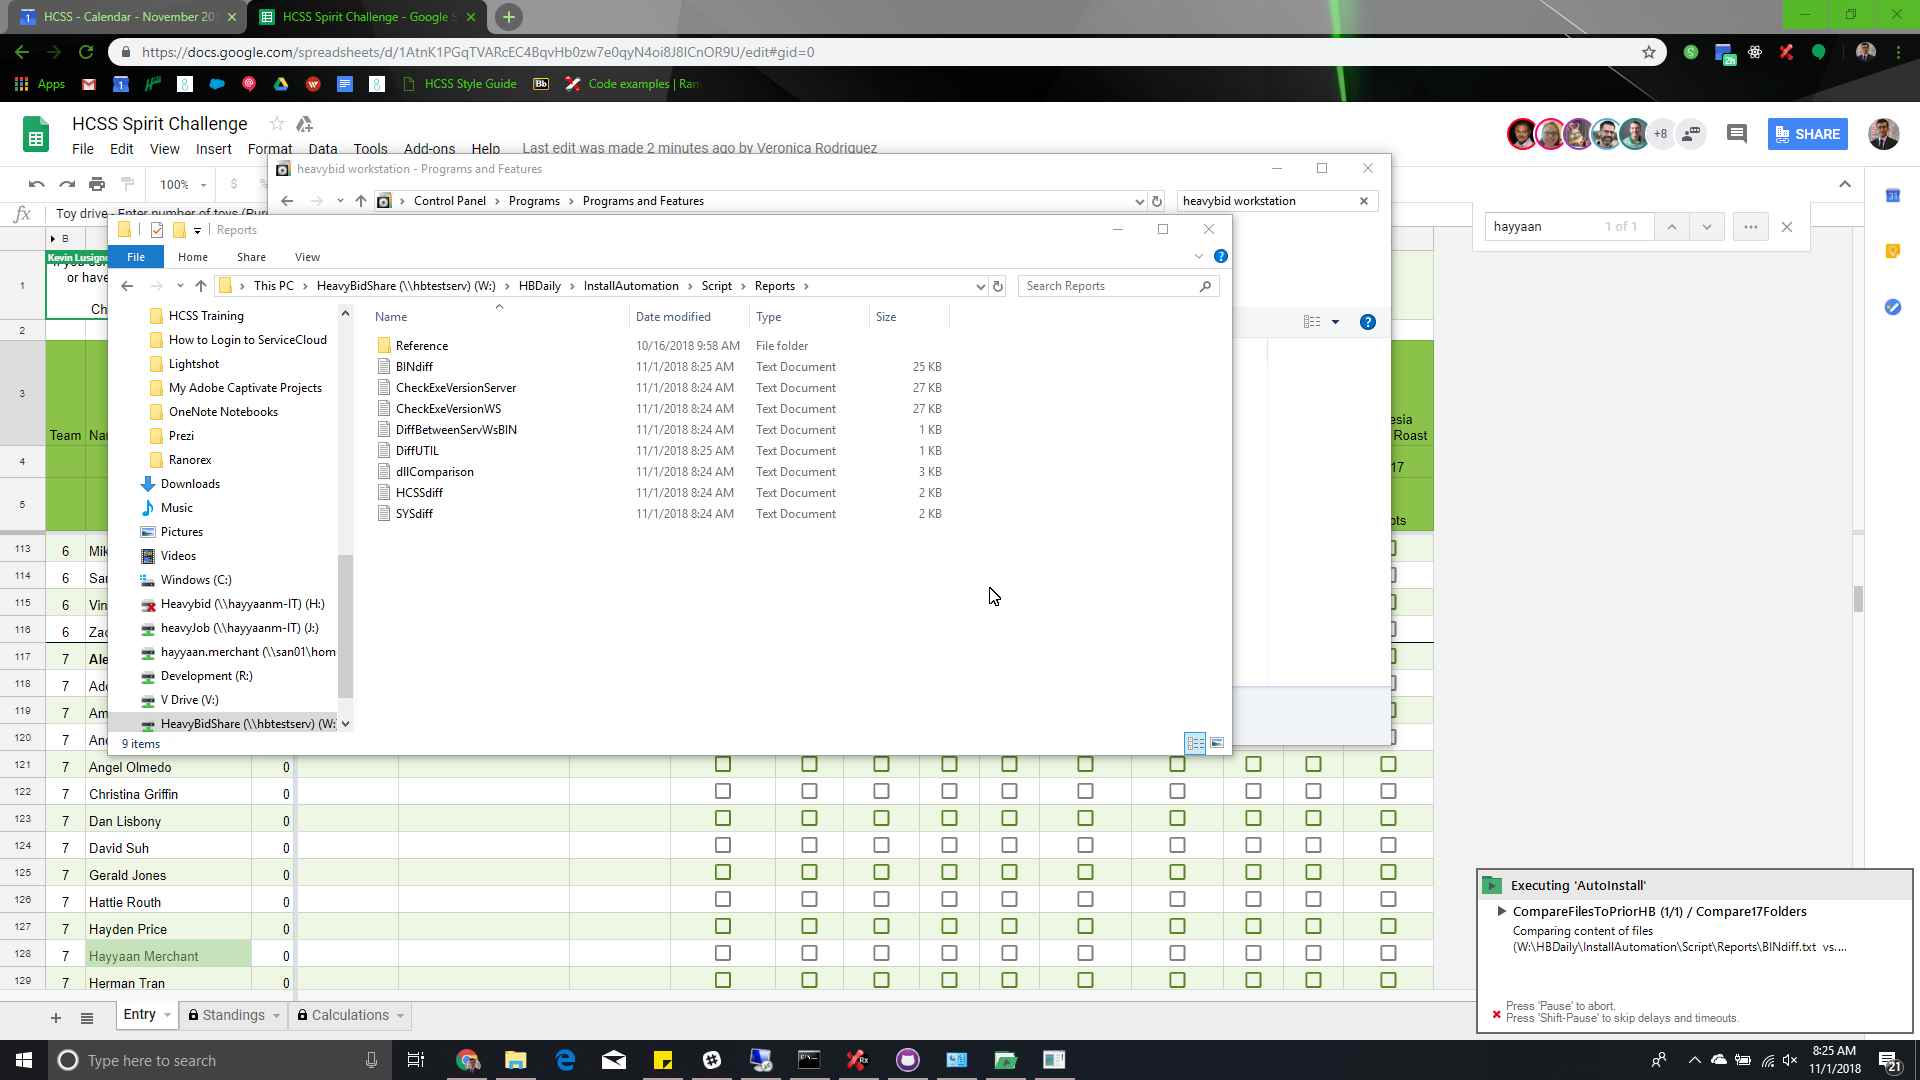 HCSS - Calendar - November 20
HCSS Spirit Challenge - Google S
https://docs.google.com/spreadsheets/d/1AtnK1PGqTVARcEC4BqvHb0zw7e0qyN4oi8J8lCnOR9U/edit#gid=0
Apps
HCSS Style Guide
Bb
Code examples | Ran
HCSS Spirit Challenge
+8
SHARE
File Edit View Insert Format Data Tools Add-ons Help
Last edit was made 2 minutes ago by Veronica Rodriguez
100%
fx Toy drive - Enter number of toys (Pur
hayyaan 1 of 1
heavybid workstation - Programs and Features
Control Panel > Programs > Programs and Features
heavybid workstation
Reports
File Home Share View
This PC > HeavyBidShare (\\hbtestserv) (W:) > HBDaily > InstallAutomation > Script > Reports >
Search Reports
Name Date modified Type Size
Reference 10/16/2018 9:58 AM File folder
BINdiff 11/1/2018 8:25 AM Text Document 25 KB
CheckExeVersionServer 11/1/2018 8:24 AM Text Document 27 KB
CheckExeVersionWS 11/1/2018 8:24 AM Text Document 27 KB
DiffBetweenServWsBIN 11/1/2018 8:24 AM Text Document 1 KB
DiffUTIL 11/1/2018 8:25 AM Text Document 1 KB
dllComparison 11/1/2018 8:24 AM Text Document 3 KB
HCSSdiff 11/1/2018 8:24 AM Text Document 2 KB
SYSdiff 11/1/2018 8:24 AM Text Document 2 KB
HCSS Training
How to Login to ServiceCloud
Lightshot
My Adobe Captivate Projects
OneNote Notebooks
Prezi
Ranorex
Downloads
Music
Pictures
Videos
Windows (C:)
Heavybid (\\hayyaanm-IT) (H:)
heavyJob (\\hayyaanm-IT) (J:)
hayyaan.merchant (\\san01\hom
Development (R:)
V Drive (V:)
HeavyBidShare (\\hbtestserv) (W:
9 items
B
Kevin Lusigno
1 or have
Ch
2
3 Team Na
esia
Roast
4 17
5 ots
113 6 Mik
114 6 Sar
115 6 Vin
116 6 Zac
117 7 Ale
118 7 Ado
119 7 Am
120 7 And
121 7 Angel Olmedo 0
122 7 Christina Griffin 0
123 7 Dan Lisbony 0
124 7 David Suh 0
125 7 Gerald Jones 0
126 7 Hattie Routh 0
127 7 Hayden Price 0
128 7 Hayyaan Merchant 0
129 7 Herman Tran 0
Entry Standings Calculations
Executing 'AutoInstall'
CompareFilesToPriorHB (1/1) / Compare17Folders
Comparing content of files
(W:\HBDaily\InstallAutomation\Script\Reports\BINdiff.txt vs....
Press 'Pause' to abort.
Press 'Shift-Pause' to skip delays and timeouts.
Type here to search
8:25 AM
11/1/2018
21